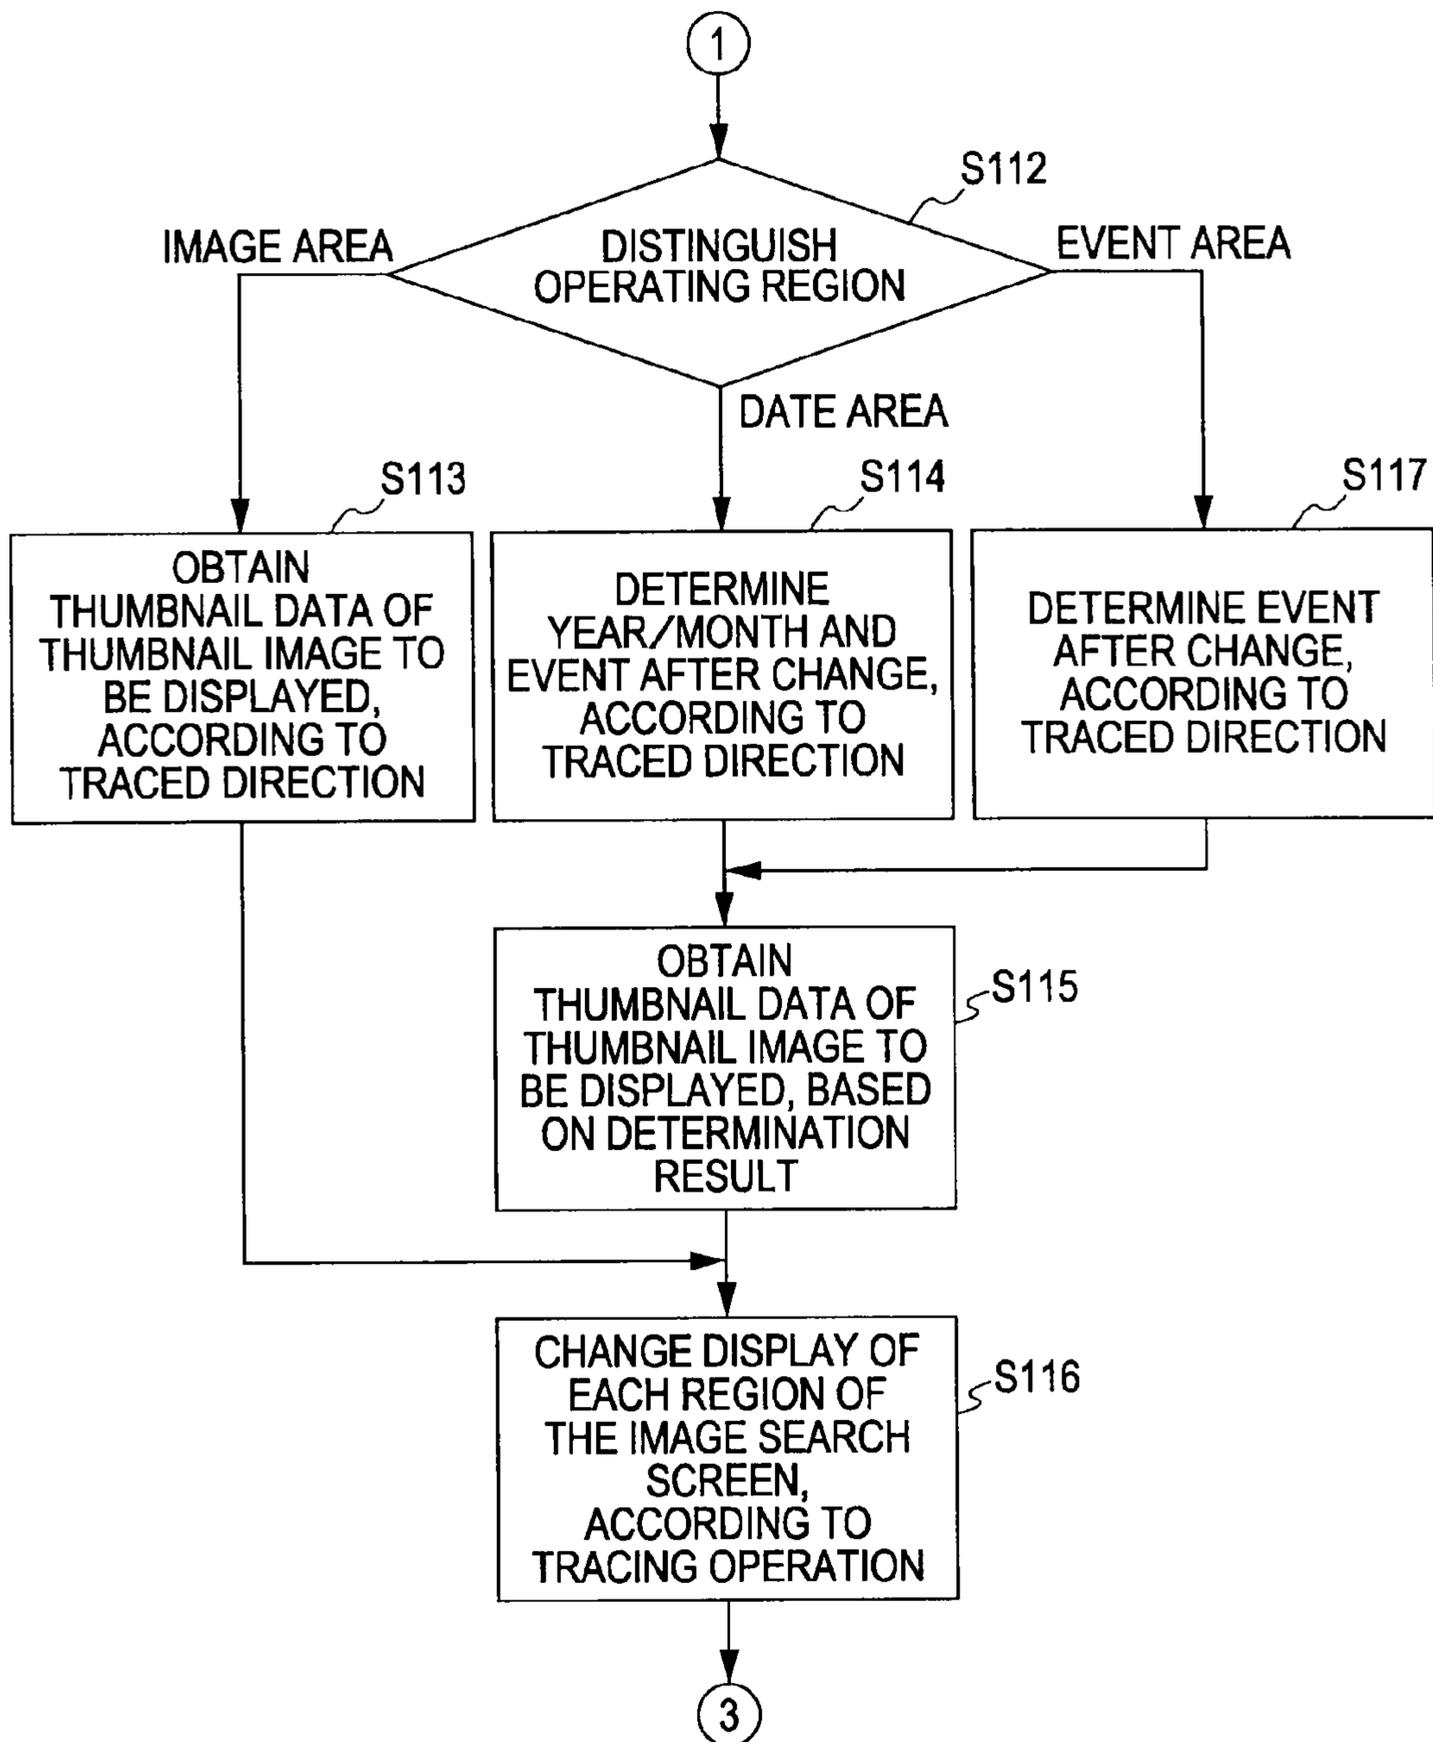 1
S112
DISTINGUISH
OPERATING REGION
IMAGE AREA
EVENT AREA
DATE AREA
S113
OBTAIN
THUMBNAIL DATA OF
THUMBNAIL IMAGE TO
BE DISPLAYED,
ACCORDING TO
TRACED DIRECTION
S114
DETERMINE
YEAR/MONTH AND
EVENT AFTER CHANGE,
ACCORDING TO
TRACED DIRECTION
S117
DETERMINE EVENT
AFTER CHANGE,
ACCORDING TO
TRACED DIRECTION
OBTAIN
THUMBNAIL DATA OF
THUMBNAIL IMAGE TO
BE DISPLAYED, BASED
ON DETERMINATION
RESULT
S115
CHANGE DISPLAY OF
EACH REGION OF
THE IMAGE SEARCH
SCREEN,
ACCORDING TO
TRACING OPERATION
S116
3